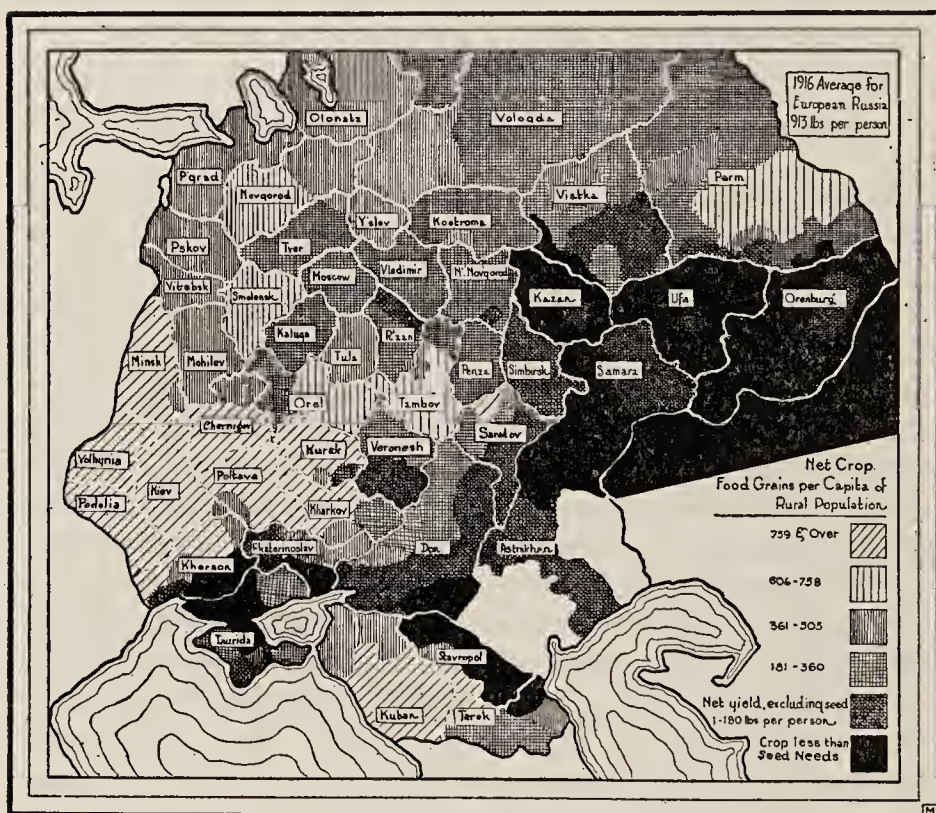 1916 Average for
European Russia
913 lbs per person
Olonatz
Vologda
P'grad
Novgorod
Viatka
Perm
Y'slav
Kostroma
Pskov
Tver
Moscow
Vladimir
N'. Novgorod
Vitebsk
Smolensk
Kazan
Ufa
Orenburg
Kaluga
R'zan
Minsk
Mohilev
Tula
Penza
Simbirsk
Samara
Orel
Tambov
Chernigov
Saratov
Kursk
Voronesh
Volhynia
Poltava
Kiev
Podolia
Kharkov
Ekaterinoslav
Don
Astrakhan
Kherson
Taurida
Stavropol
Kuban
Terek
Net Crop.
Food Grains per Capita of
Rural Population
759 & Over
606-758
361-505
181-360
Net yield, excluding seed
1-180 lbs per person
Crop less than
Seed Needs
M